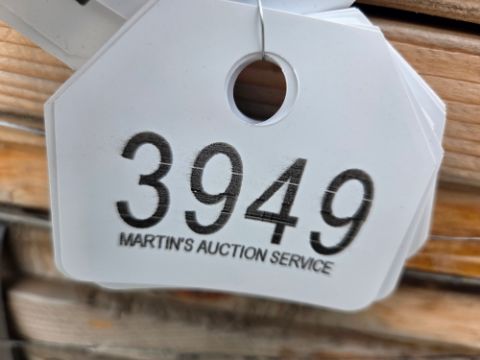 3949
MARTIN'S AUCTION SERVICE